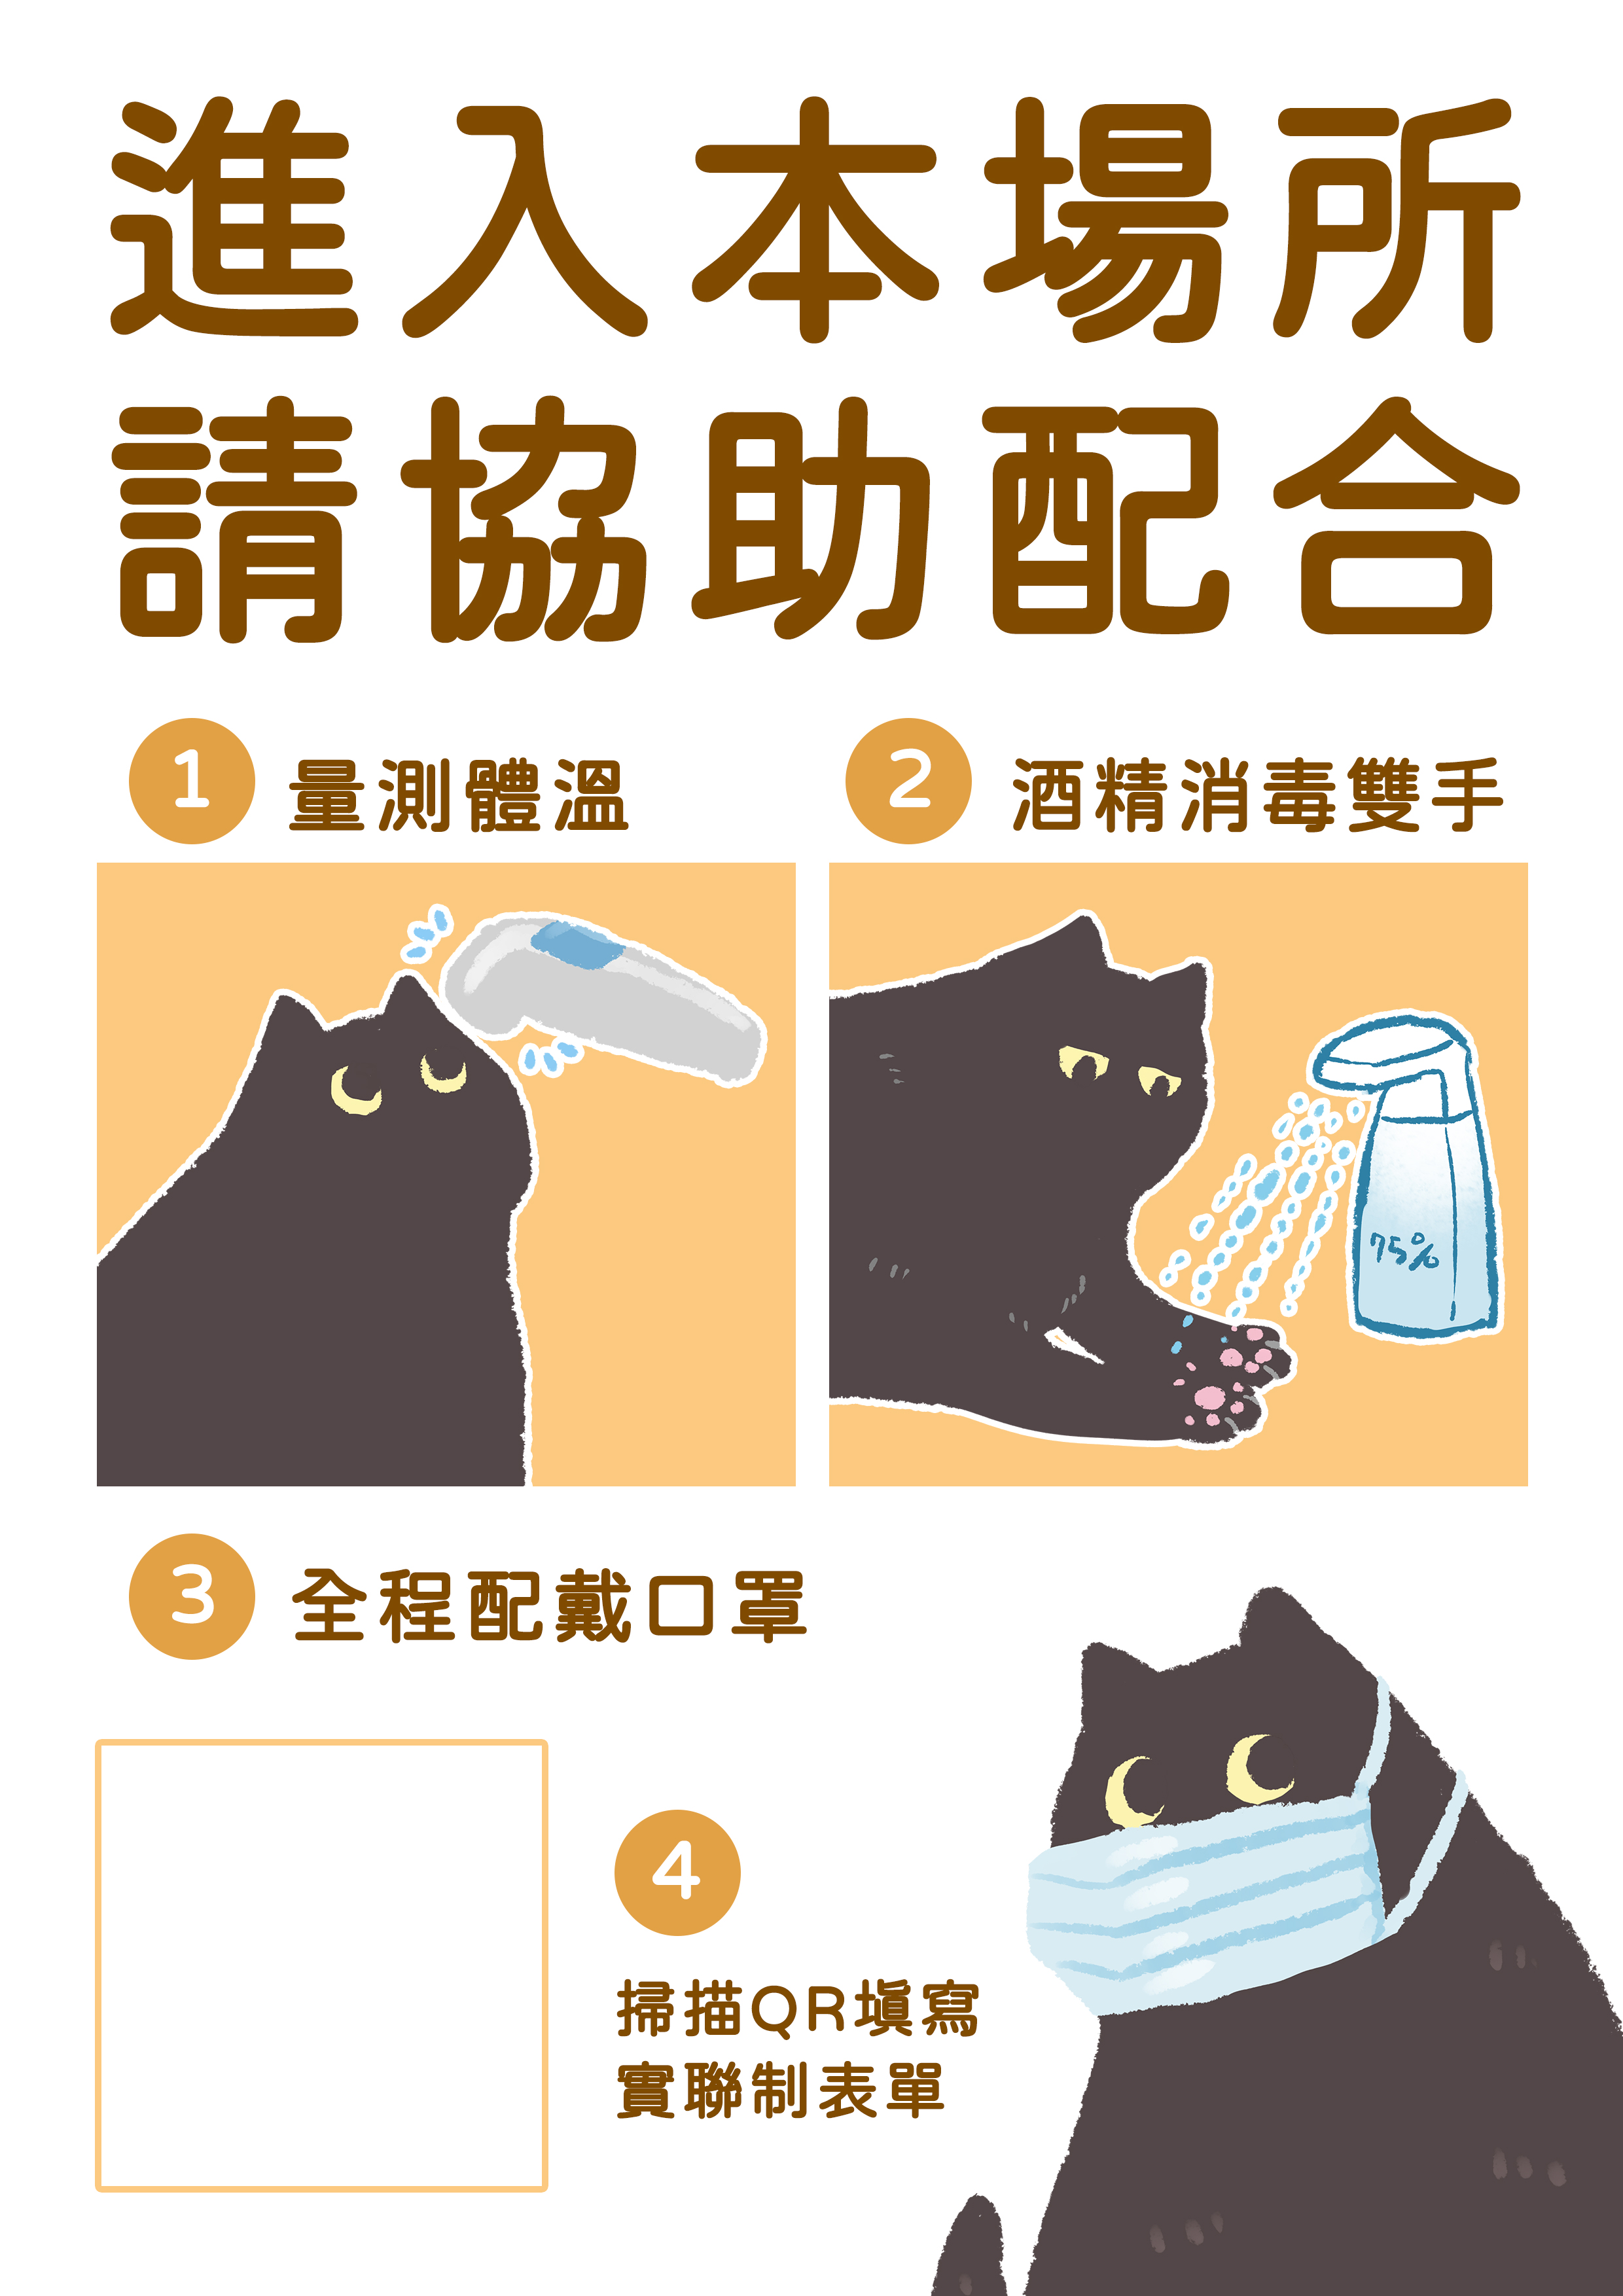 進入本場所
請協助配合
1 量測體溫
2 酒精消毒雙手
75%
3 全程配戴口罩
4
掃描QR填寫
實聯制表單